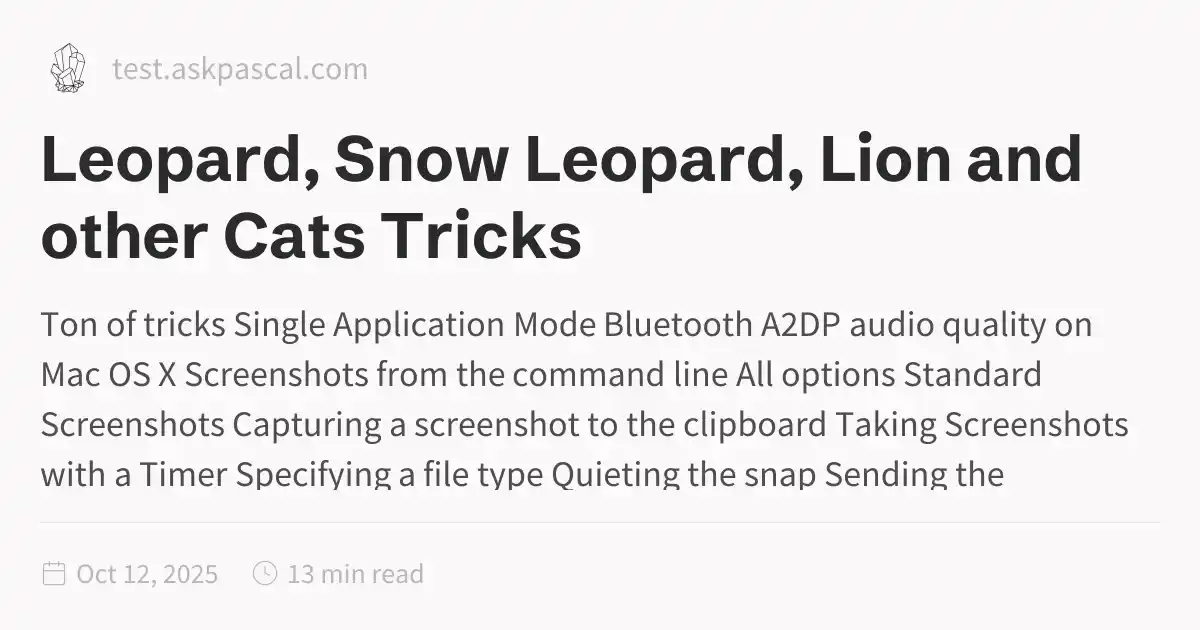 test.askpascal.com
Leopard, Snow Leopard, Lion and
other Cats Tricks
Ton of tricks Single Application Mode Bluetooth A2DP audio quality on
Mac OS X Screenshots from the command line All options Standard
Screenshots Capturing a screenshot to the clipboard Taking Screenshots
with a Timer Specifying a file type Quieting the snap Sending the
Oct 12, 2025
13 min read